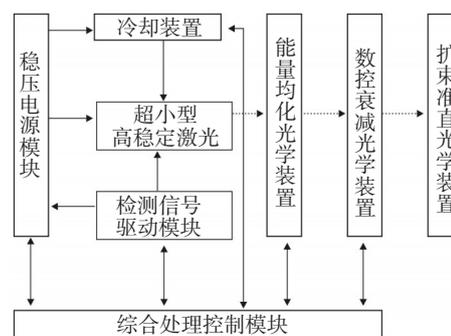 稳压电源模块
冷却装置
超小型
高稳定激光
检测信号
驱动模块
能量均化光学装置
数控衰减光学装置
扩束准直光学装置
综合处理控制模块